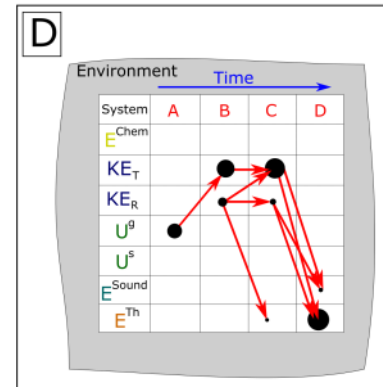 D
Environment
Time
System A B C D
E^Chem
KE_T
KE_R
U^g
U^s
E^Sound
E^Th